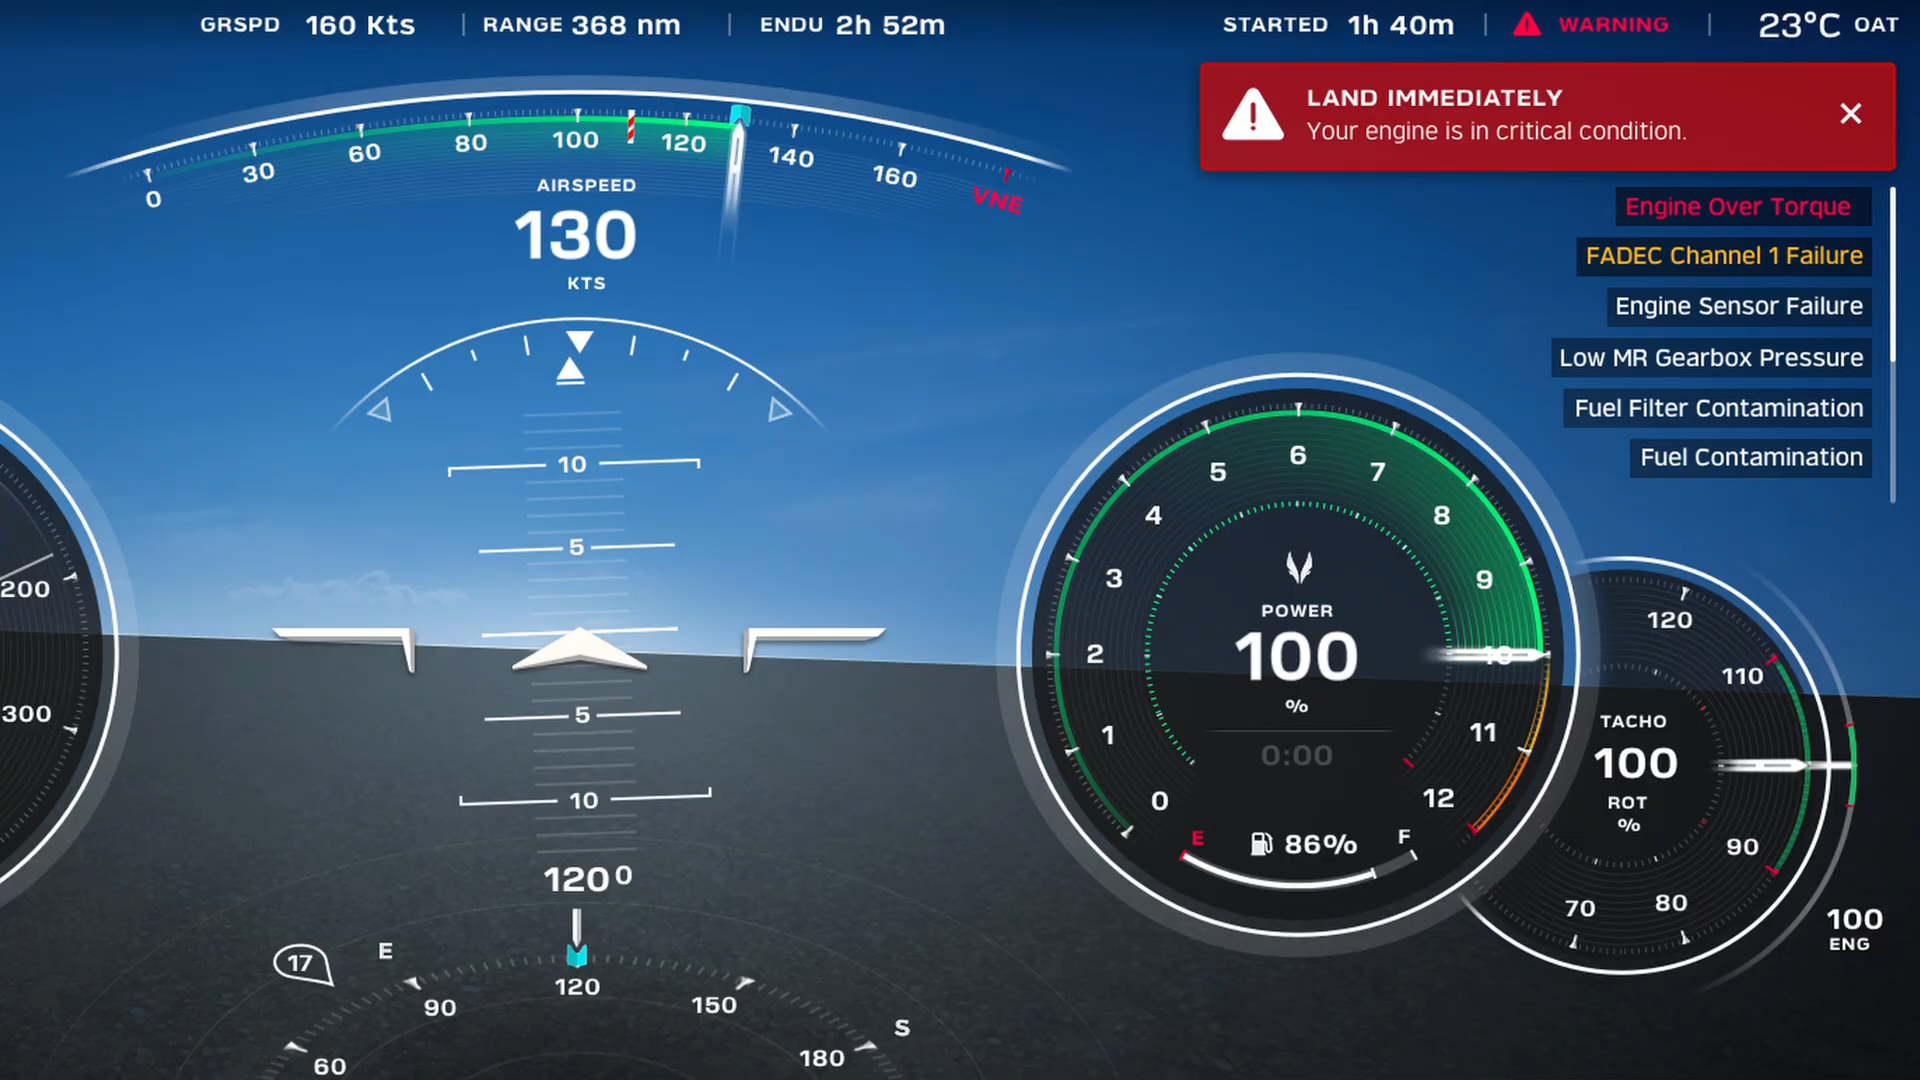 GRSPD 160 Kts | RANGE 368 nm | ENDU 2h 52m
STARTED 1h 40m | WARNING | 23°C OAT
LAND IMMEDIATELY
Your engine is in critical condition.
Engine Over Torque
FADEC Channel 1 Failure
Engine Sensor Failure
Low MR Gearbox Pressure
Fuel Filter Contamination
Fuel Contamination
0 30 60 80 100 120 140 160 VNE
AIRSPEED
130
KTS
10
5
5
10
200
300
120⁰
17
E
S
60 90 120 150 180
0 1 2 3 4 5 6 7 8 9 10 11 12
POWER
100
%
0:00
E 86% F
120
110
90
80
70
TACHO
100
ROT
%
100
ENG